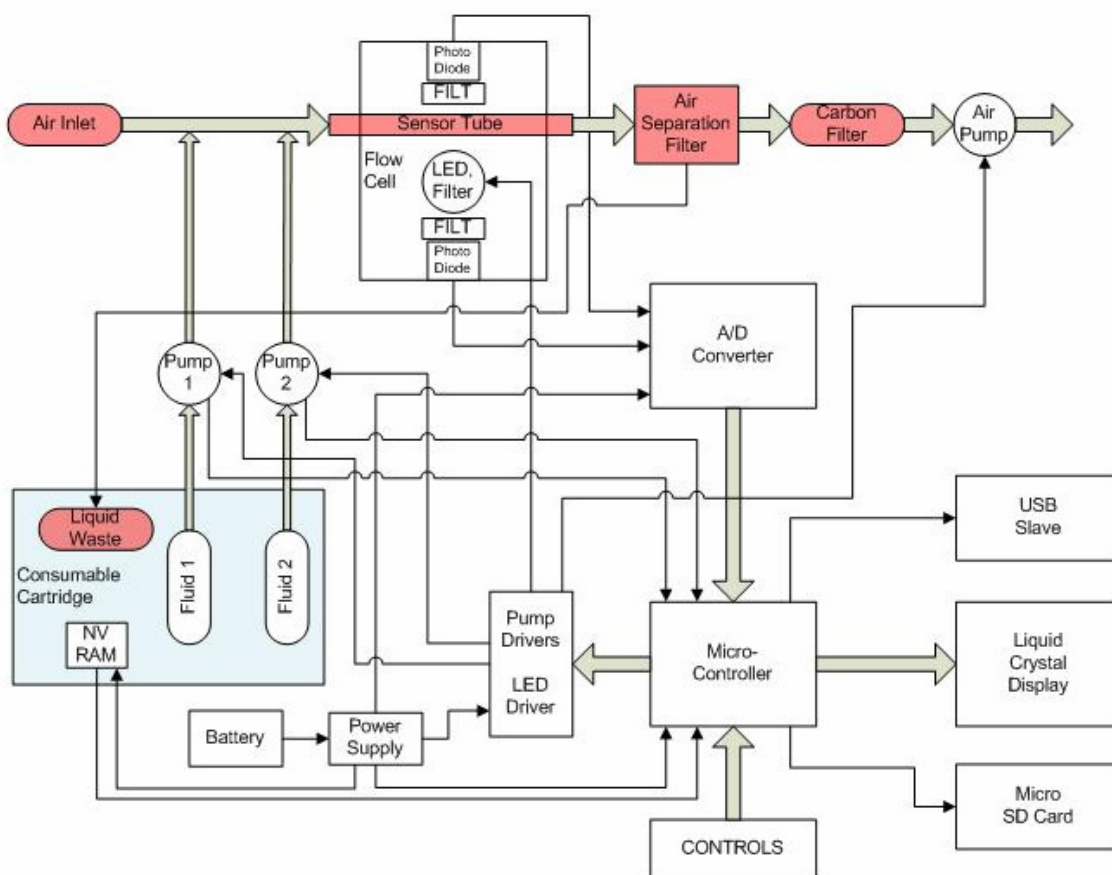 Photo
Diode
FILT
Air Inlet
Sensor Tube
Air
Separation
Filter
Carbon
Filter
Air
Pump
Flow
Cell
LED,
Filter
FILT
Photo
Diode
A/D
Converter
Pump
1
Pump
2
Liquid
Waste
Consumable
Cartridge
Fluid 1
Fluid 2
NV
RAM
USB
Slave
Pump
Drivers
LED
Driver
Micro-
Controller
Liquid
Crystal
Display
Battery
Power
Supply
Micro
SD Card
CONTROLS